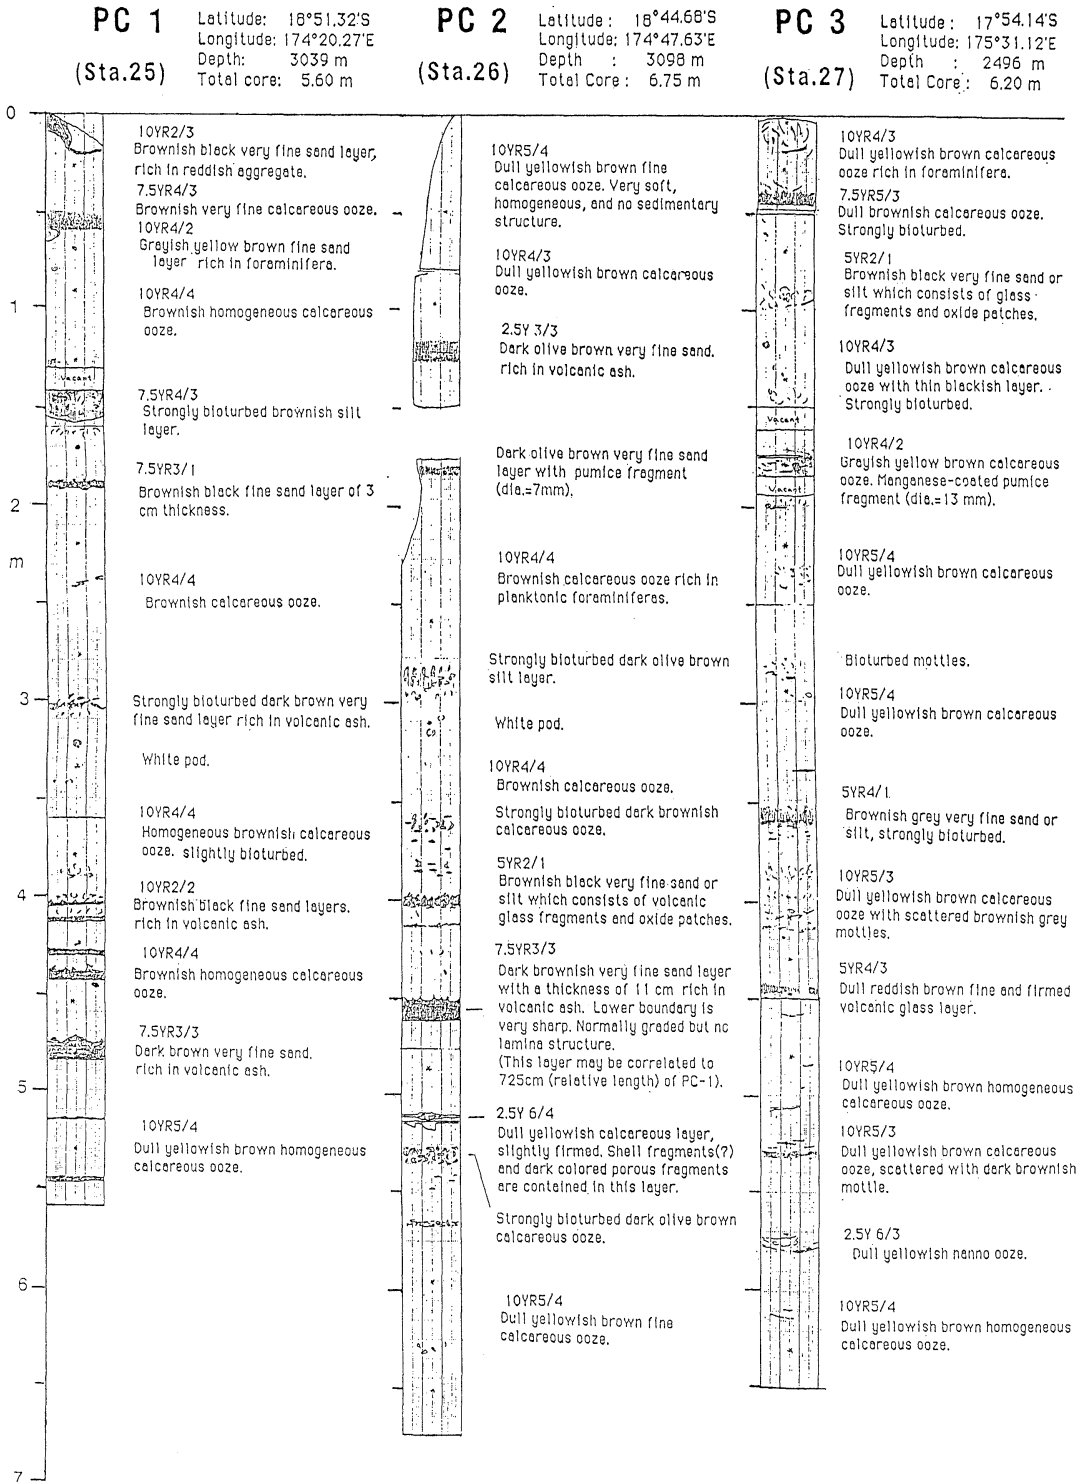 PC 1
(Sta.25)
Latitude: 18°51.32'S
Longitude: 174°20.27'E
Depth: 3039 m
Total core: 5.60 m
PC 2
(Sta.26)
Latitude : 18°44.68'S
Longitude: 174°47.63'E
Depth : 3098 m
Total Core : 6.75 m
PC 3
(Sta.27)
Latitude : 17°54.14'S
Longitude: 175°31.12'E
Depth : 2496 m
Total Core : 6.20 m
0
1
2
m
3
4
5
6
7
vacant
10YR2/3
Brownish black very fine sand layer,
rich in reddish aggregate.
7.5YR4/3
Brownish very fine calcareous ooze.
10YR4/2
Grayish yellow brown fine sand
layer rich in foraminifera.
10YR4/4
Brownish homogeneous calcareous
ooze.
7.5YR4/3
Strongly bioturbed brownish silt
layer.
7.5YR3/1
Brownish black fine sand layer of 3
cm thickness.
10YR4/4
Brownish calcareous ooze.
Strongly bioturbed dark brown very
fine sand layer rich in volcanic ash.
White pod.
10YR4/4
Homogeneous brownish calcareous
ooze. slightly bioturbed.
10YR2/2
Brownish black fine sand layers.
rich in volcanic ash.
10YR4/4
Brownish homogeneous calcareous
ooze.
7.5YR3/3
Dark brown very fine sand.
rich in volcanic ash.
10YR5/4
Dull yellowish brown homogeneous
calcareous ooze.
10YR5/4
Dull yellowish brown fine
calcareous ooze. Very soft,
homogeneous, and no sedimentary
structure.
10YR4/3
Dull yellowish brown calcareous
ooze.
2.5Y 3/3
Dark olive brown very fine sand.
rich in volcanic ash.
Dark olive brown very fine sand
layer with pumice fragment
(dia.=7mm).
10YR4/4
Brownish calcareous ooze rich in
planktonic foraminiferas.
Strongly bioturbed dark olive brown
silt layer.
White pod.
10YR4/4
Brownish calcareous ooze.
Strongly bioturbed dark brownish
calcareous ooze.
5YR2/1
Brownish black very fine sand or
silt which consists of volcanic
glass fragments and oxide patches.
7.5YR3/3
Dark brownish very fine sand layer
with a thickness of 11 cm rich in
volcanic ash. Lower boundary is
very sharp. Normally graded but no
lamina structure.
(This layer may be correlated to
725cm (relative length) of PC-1).
2.5Y 6/4
Dull yellowish calcareous layer,
slightly firmed. Shell fragments(?)
and dark colored porous fragments
are contained in this layer.
Strongly bioturbed dark olive brown
calcareous ooze.
10YR5/4
Dull yellowish brown fine
calcareous ooze.
vacant
vacant
10YR4/3
Dull yellowish brown calcareous
ooze rich in foraminifera.
7.5YR5/3
Dull brownish calcareous ooze.
Strongly bioturbed.
5YR2/1
Brownish black very fine sand or
silt which consists of glass
fragments and oxide patches.
10YR4/3
Dull yellowish brown calcareous
ooze with thin blackish layer.
Strongly bioturbed.
10YR4/2
Grayish yellow brown calcareous
ooze. Manganese-coated pumice
fragment (dia.= 13 mm).
10YR5/4
Dull yellowish brown calcareous
ooze.
Bioturbed mottles.
10YR5/4
Dull yellowish brown calcareous
ooze.
5YR4/1
Brownish grey very fine sand or
silt, strongly bioturbed.
10YR5/3
Dull yellowish brown calcareous
ooze with scattered brownish grey
mottles.
5YR4/3
Dull reddish brown fine and firmed
volcanic glass layer.
10YR5/4
Dull yellowish brown homogeneous
calcareous ooze.
10YR5/3
Dull yellowish brown calcareous
ooze, scattered with dark brownish
mottle.
2.5Y 6/3
Dull yellowish nanno ooze.
10YR5/4
Dull yellowish brown homogeneous
calcareous ooze.